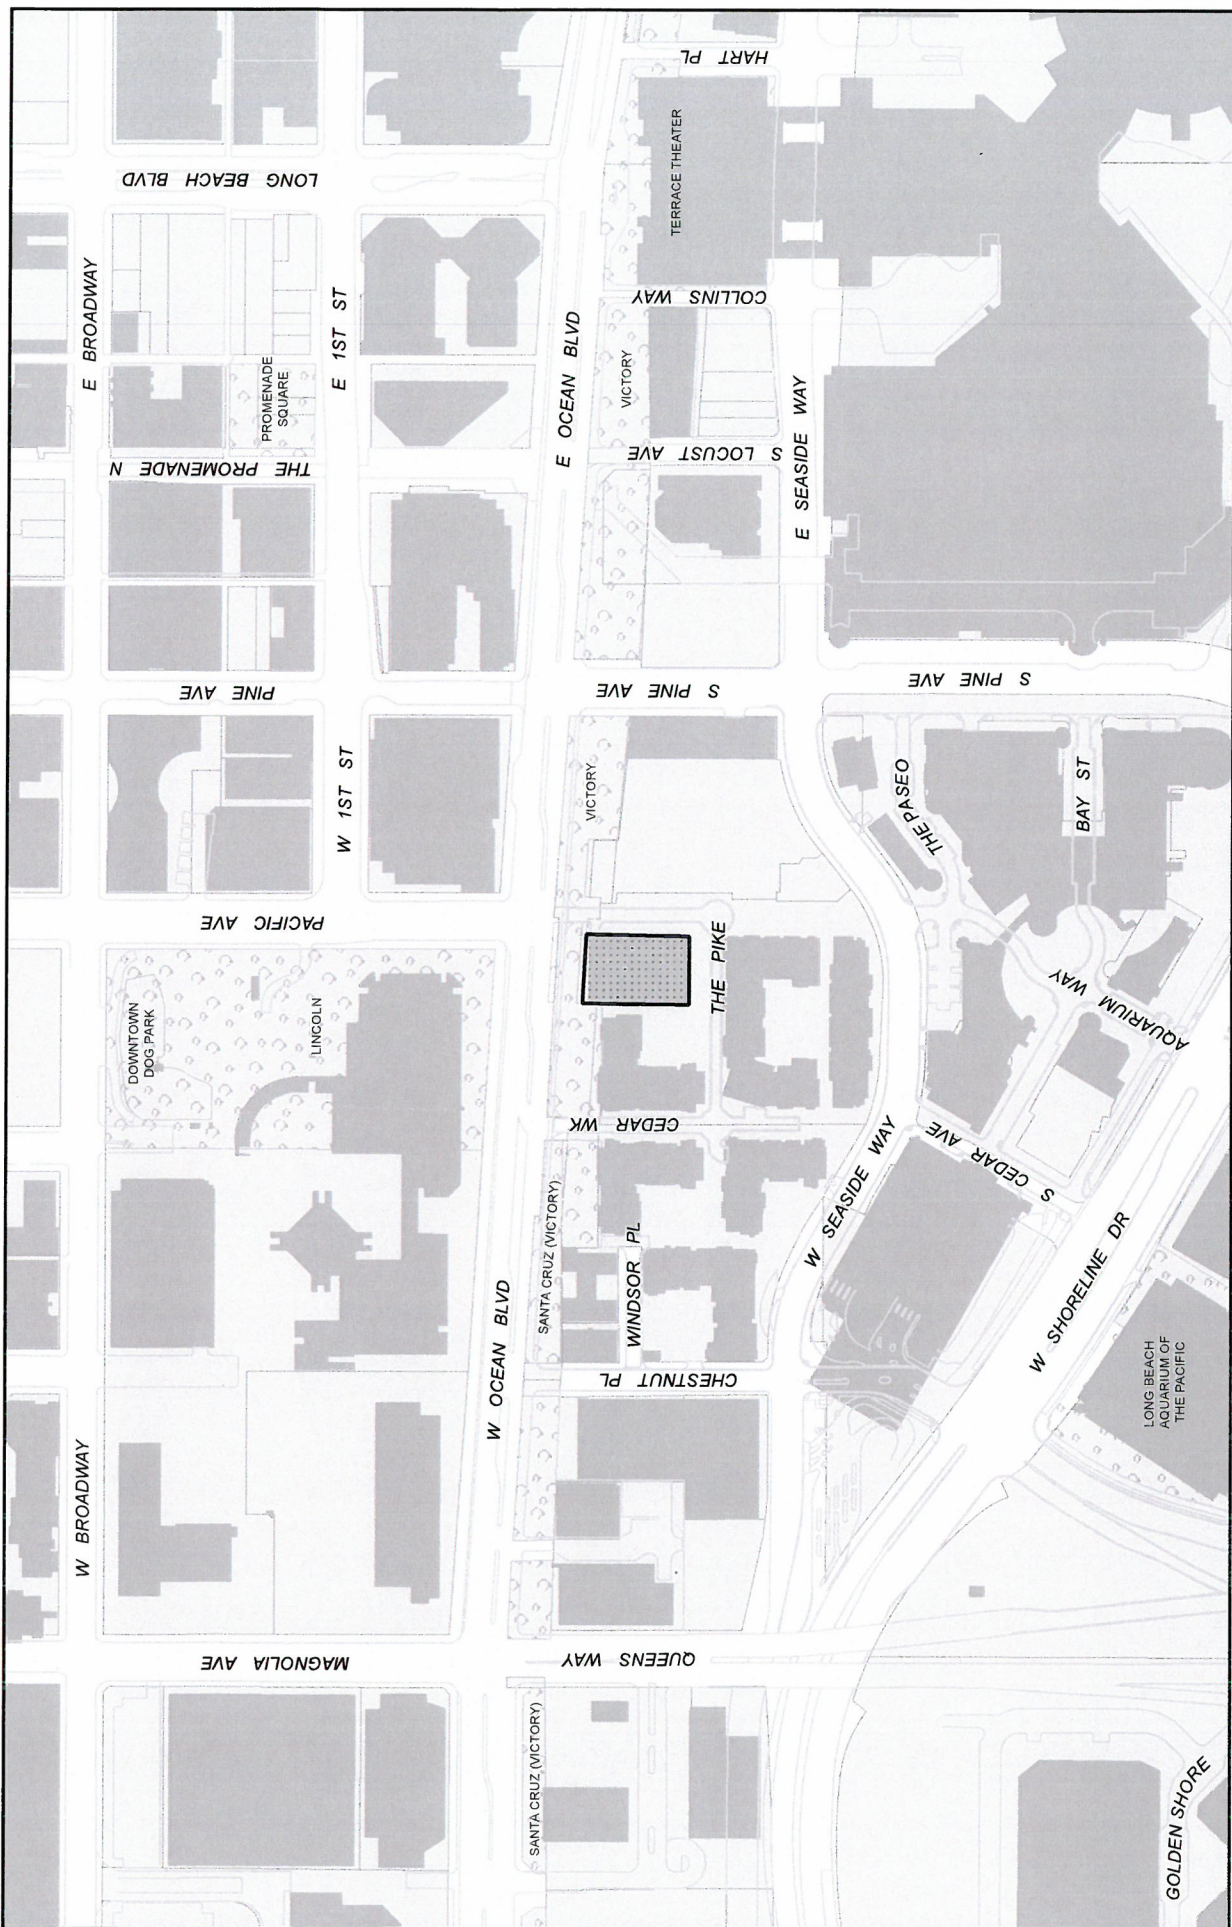 HART PL
TERRACE THEATER
LONG BEACH BLVD
E BROADWAY
E 1ST ST
COLLINS WAY
E OCEAN BLVD
VICTORY
PROMENADE
SQUARE
THE PROMENADE N
S LOCUST AVE
E SEASIDE WAY
PINE AVE
S PINE AVE
S PINE AVE
W 1ST ST
VICTORY
THE PASEO
BAY ST
PACIFIC AVE
THE PIKE
AQUARIUM WAY
DOWNTOWN
DOG PARK
LINCOLN
CEDAR WK
S CEDAR AVE
W SEASIDE WAY
SANTA CRUZ (VICTORY)
WINDSOR PL
W SHORELINE DR
W OCEAN BLVD
CHESTNUT PL
LONG BEACH
AQUARIUM OF
THE PACIFIC
W BROADWAY
MAGNOLIA AVE
QUEENS WAY
SANTA CRUZ (VICTORY)
GOLDEN SHORE